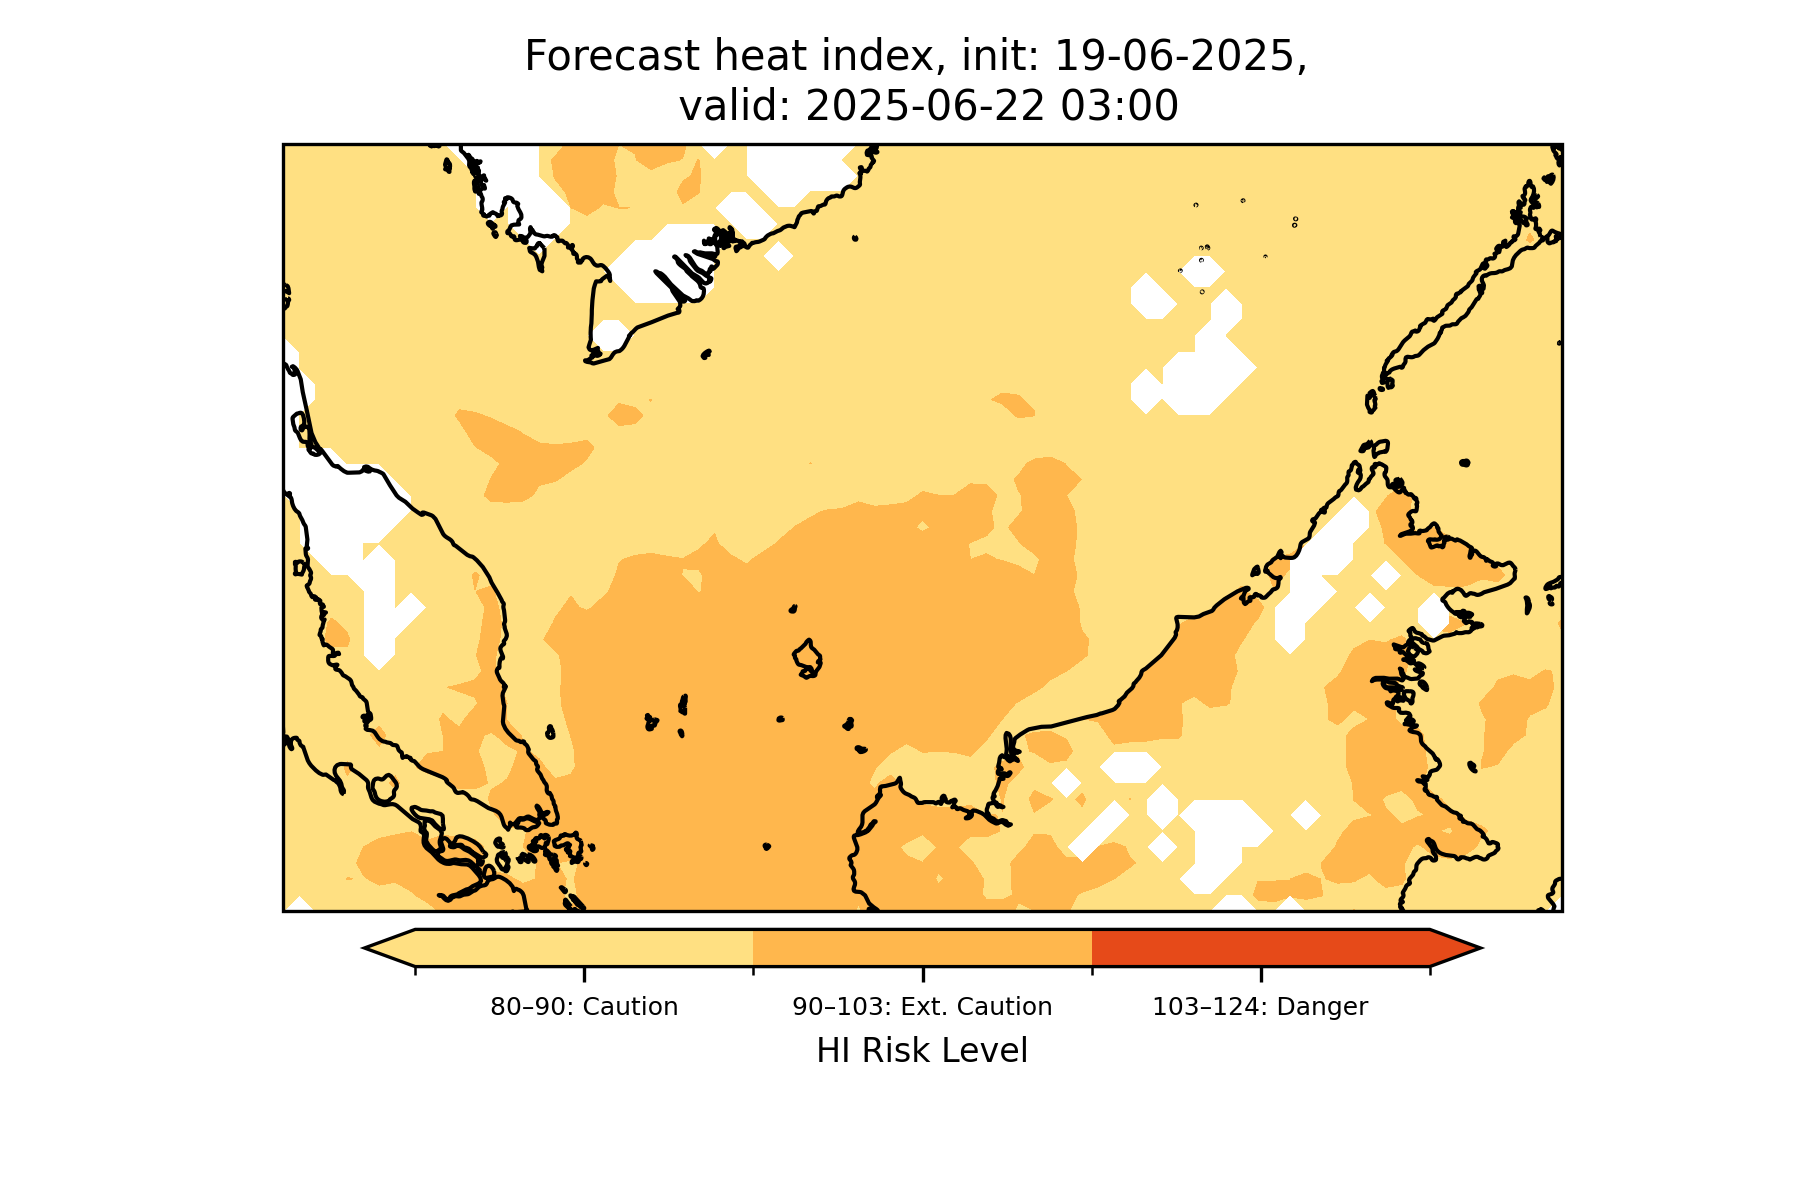 Forecast heat index, init: 19-06-2025,
valid: 2025-06-22 03:00
80–90: Caution
90–103: Ext. Caution
103–124: Danger
HI Risk Level